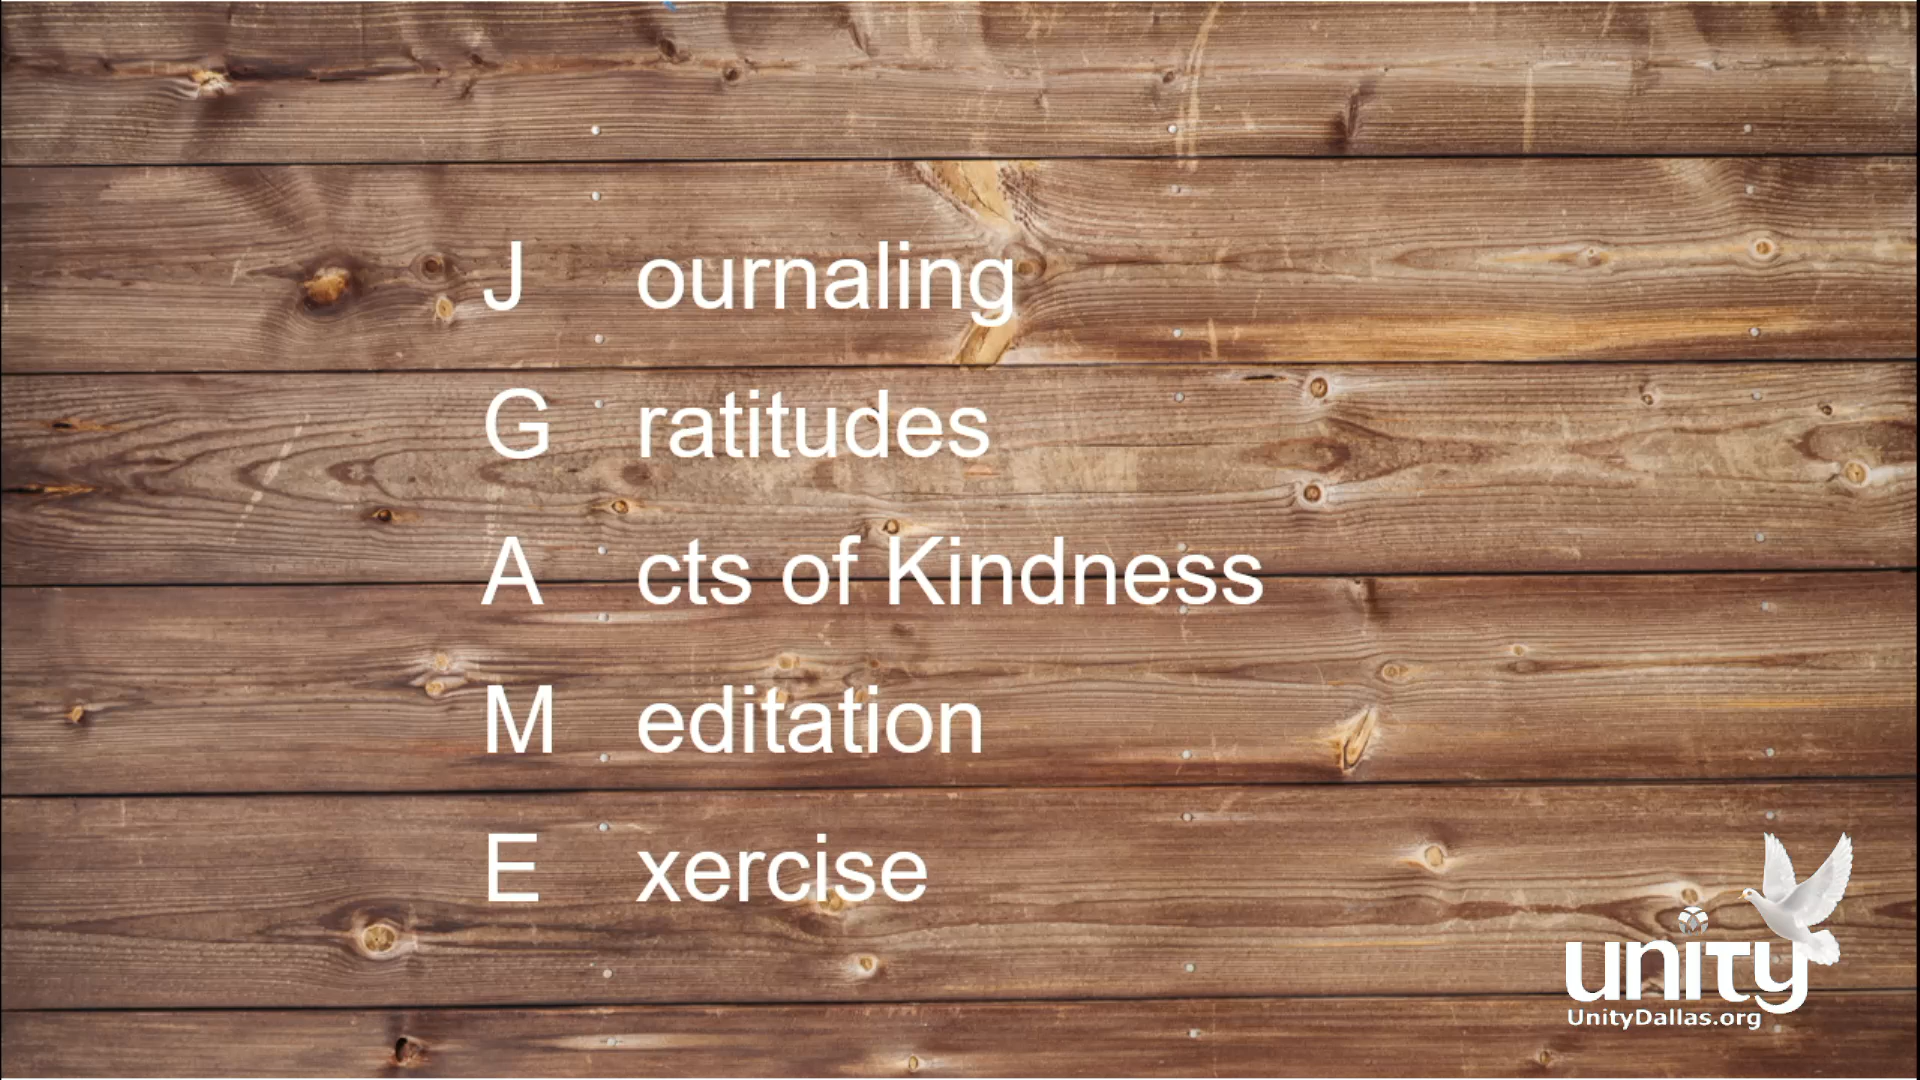 J ournaling
G ratitudes
A cts of Kindness
M editation
E xercise
unity
UnityDallas.org